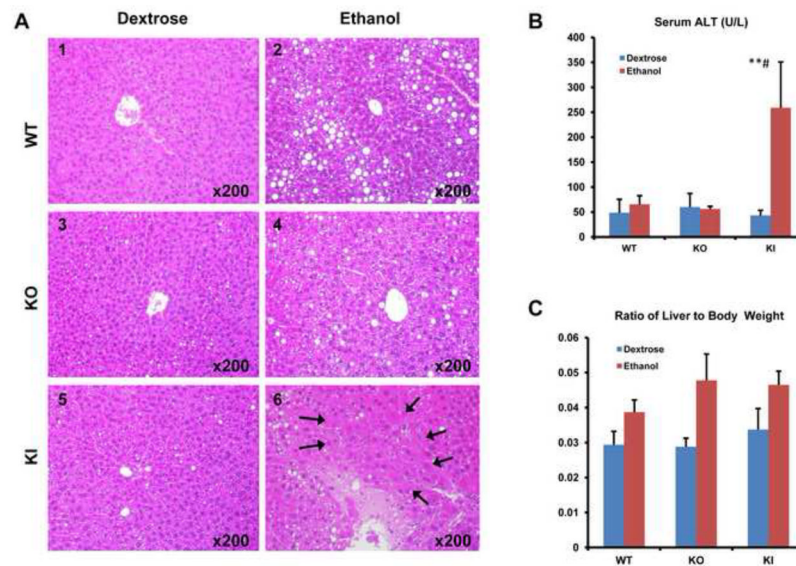 A
Dextrose
Ethanol
WT
1
x200
2
x200
KO
3
x200
4
x200
KI
5
x200
6
x200
B
Serum ALT (U/L)
400
350
300
250
200
150
100
50
0
Dextrose
Ethanol
**#
WT KO KI
C
Ratio of Liver to Body Weight
0.06
0.05
0.04
0.03
0.02
0.01
0
Dextrose
Ethanol
WT KO KI